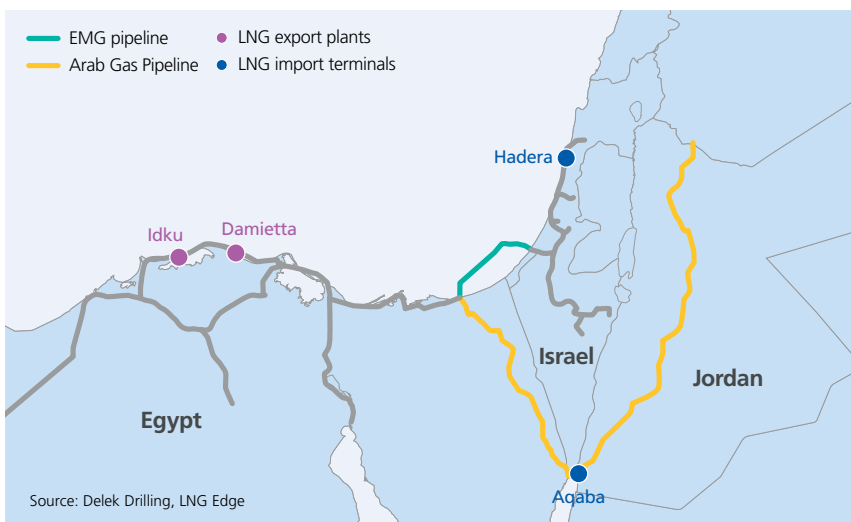 EMG pipeline
Arab Gas Pipeline
LNG export plants
LNG import terminals
Hadera
Idku
Damietta
Israel
Jordan
Egypt
Aqaba
Source: Delek Drilling, LNG Edge